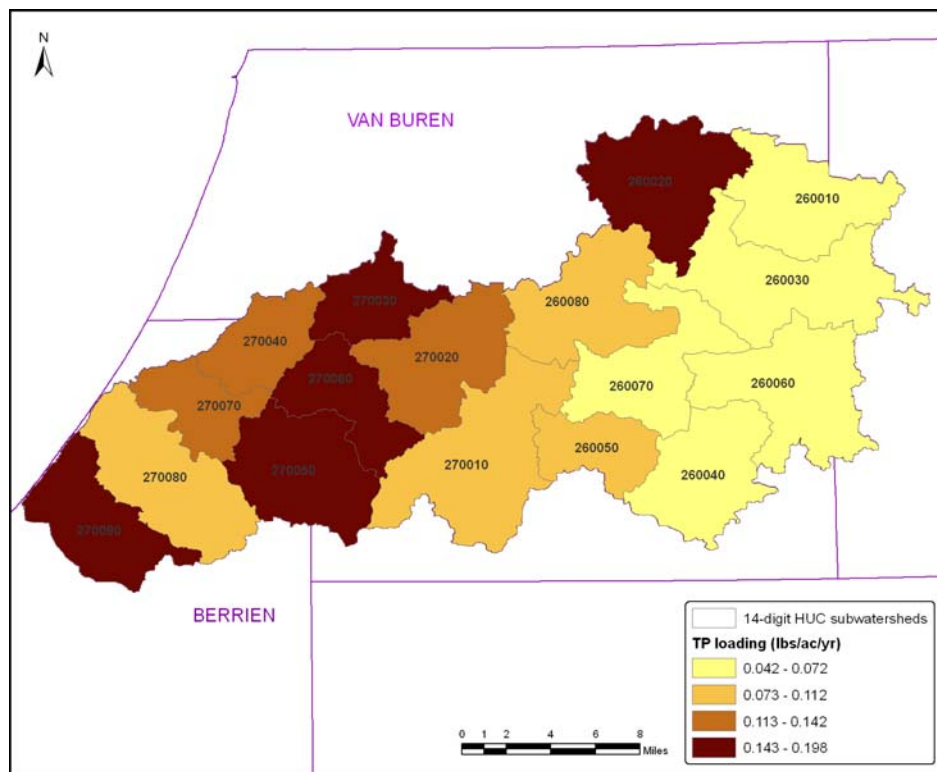 N
VAN BUREN
260020
260010
260030
270030
260080
270040
270020
270060
260070
260060
270070
260050
270010
270050
270080
260040
270090
BERRIEN
14-digit HUC subwatersheds
TP loading (lbs/ac/yr)
0.042 - 0.072
0.073 - 0.112
0.113 - 0.142
0.143 - 0.198
0 1 2 4 6 8
Miles